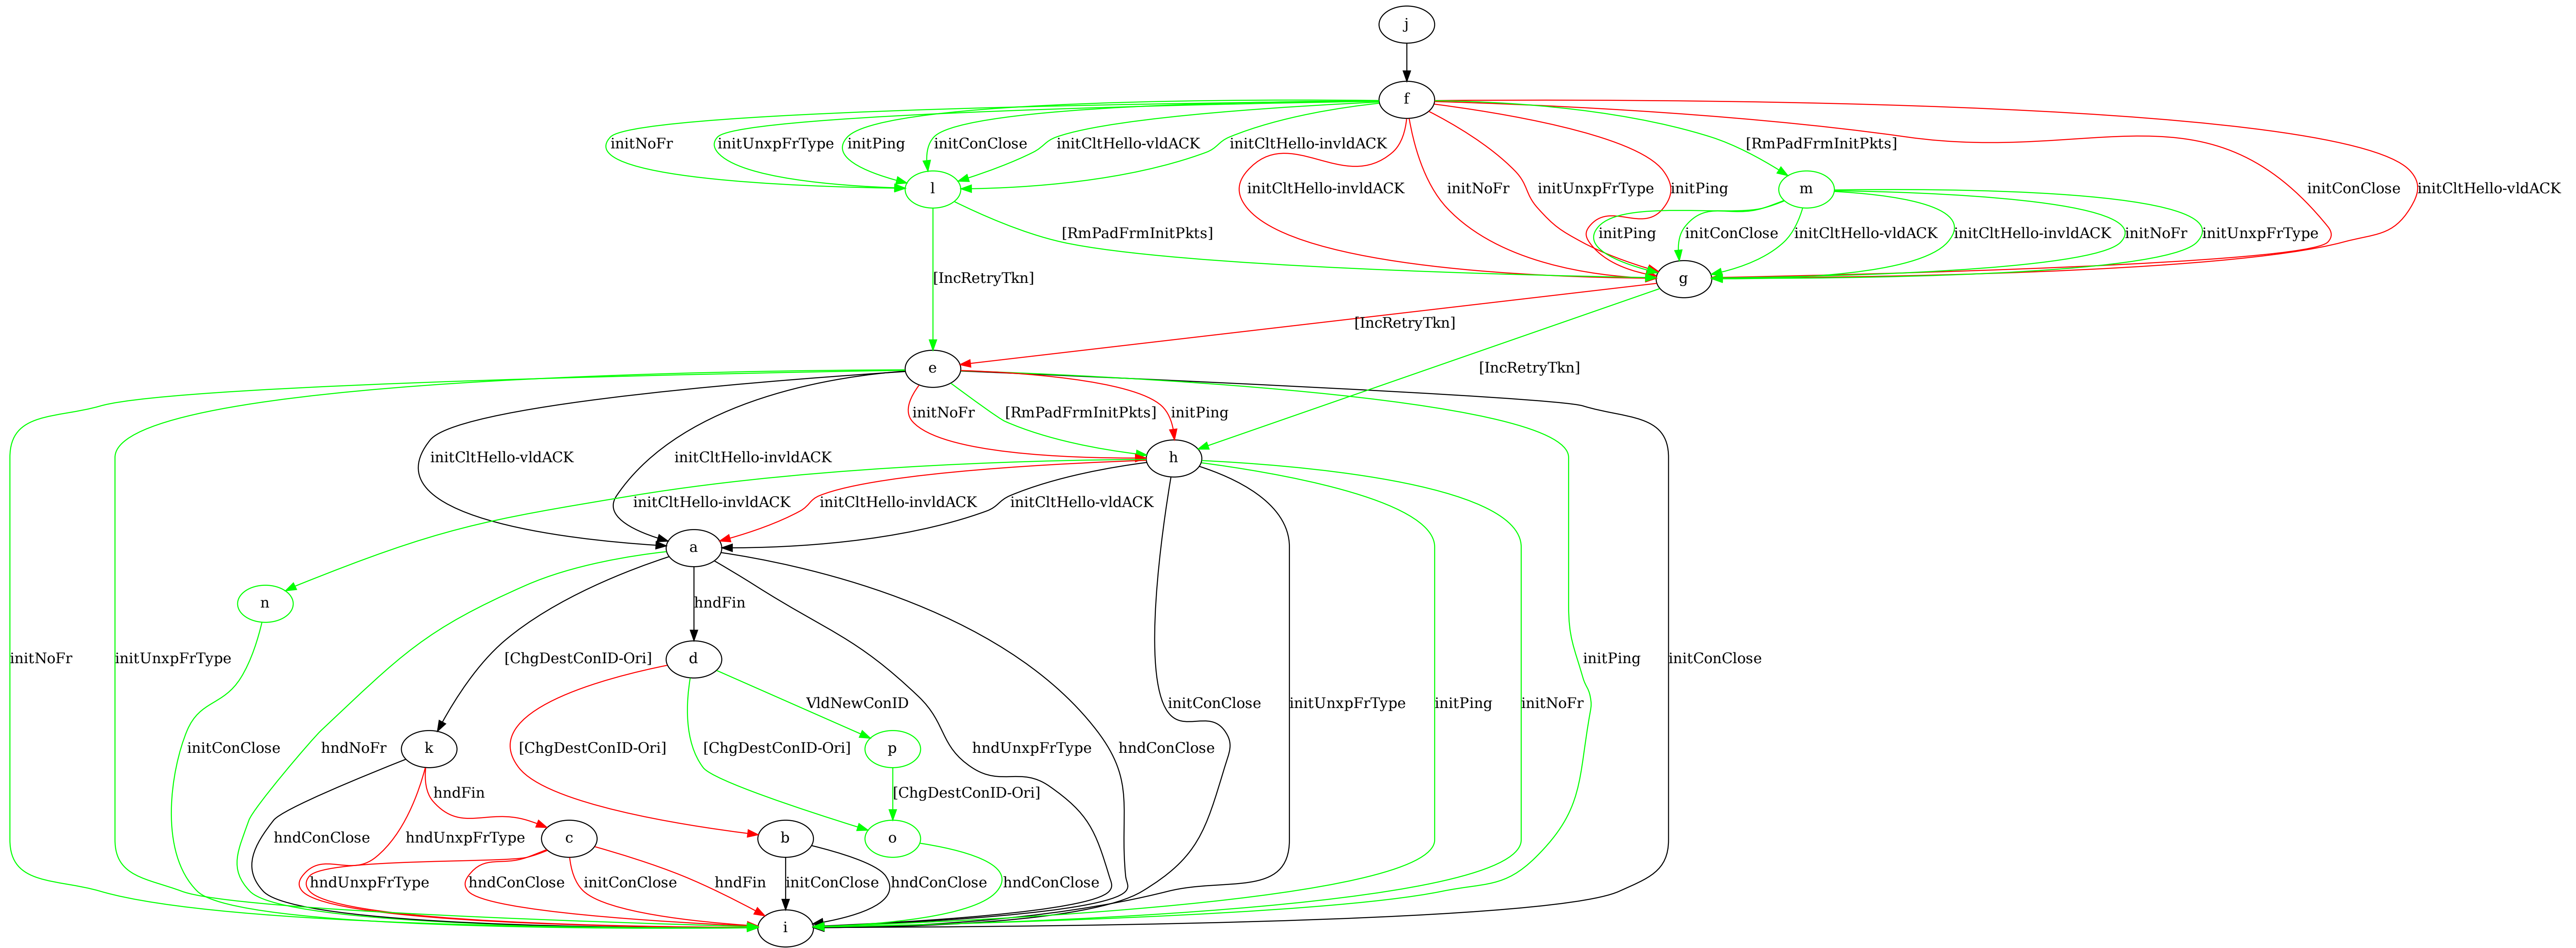 j
f
initNoFr initUnxpFrType initPing initConClose initCltHello-vldACK initCltHello-invldACK [RmPadFrmInitPkts]
l initCltHello-invldACK initNoFr initUnxpFrType initPing m initConClose initCltHello-vldACK
[RmPadFrmInitPkts] initPing initConClose initCltHello-vldACK initCltHello-invldACK initNoFr initUnxpFrType
[IncRetryTkn] g
[IncRetryTkn]
e [IncRetryTkn]
initNoFr [RmPadFrmInitPkts] initPing
initCltHello-vldACK initCltHello-invldACK h
initCltHello-invldACK initCltHello-invldACK initCltHello-vldACK
a
n hndFin
initNoFr initUnxpFrType [ChgDestConID-Ori] d initPing initConClose
VldNewConID initConClose initUnxpFrType initPing initNoFr
initConClose hndNoFr k [ChgDestConID-Ori] [ChgDestConID-Ori] p hndUnxpFrType hndConClose
hndFin [ChgDestConID-Ori]
hndConClose hndUnxpFrType c b o
hndUnxpFrType hndConClose initConClose hndFin initConClose hndConClose hndConClose
i